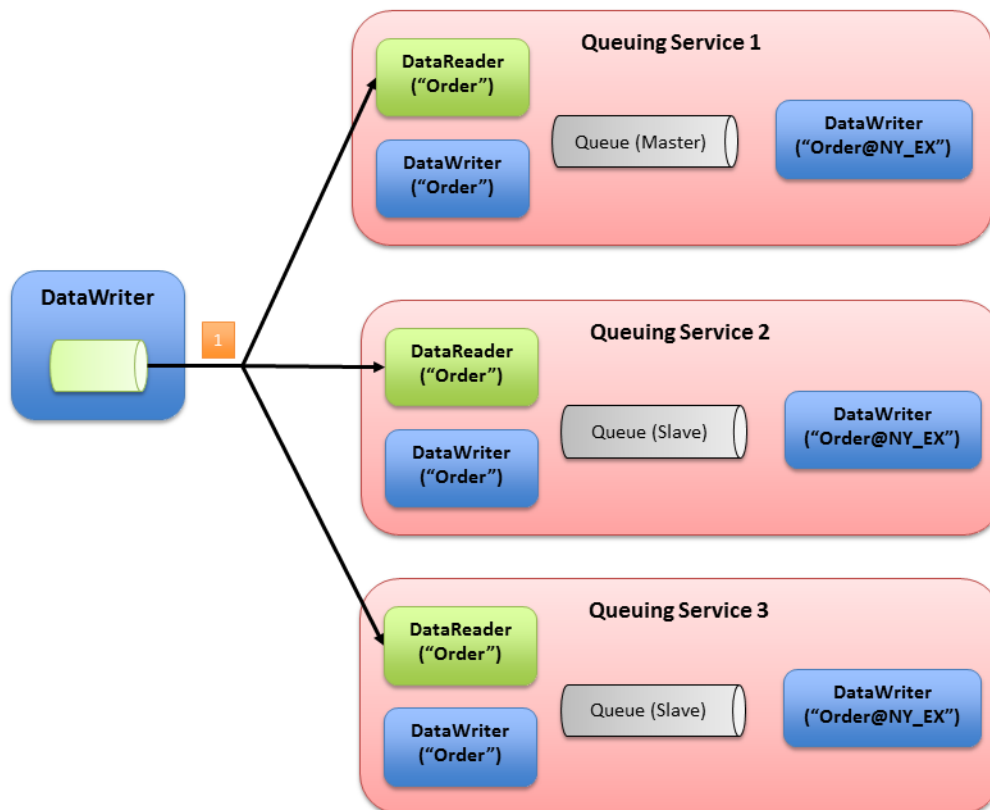 Queuing Service 1
DataReader
(“Order”)
Queue (Master)
DataWriter
(“Order@NY_EX”)
DataWriter
(“Order”)
DataWriter
1
Queuing Service 2
DataReader
(“Order”)
Queue (Slave)
DataWriter
(“Order@NY_EX”)
DataWriter
(“Order”)
Queuing Service 3
DataReader
(“Order”)
Queue (Slave)
DataWriter
(“Order@NY_EX”)
DataWriter
(“Order”)